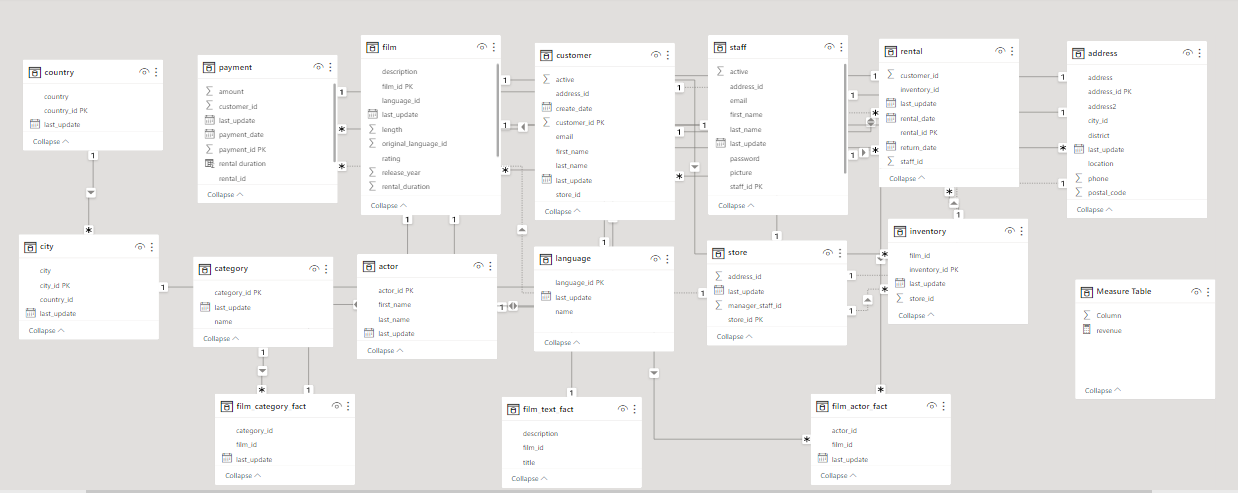 country
country
country_id PK
last_update
Collapse
payment
amount
customer_id
last_update
payment_date
payment_id PK
rental duration
rental_id
Collapse
film
description
film_id PK
language_id
last_update
length
original_language_id
rating
release_year
rental_duration
Collapse
customer
active
address_id
create_date
customer_id PK
email
first_name
last_name
last_update
store_id
Collapse
staff
active
address_id
email
first_name
last_name
last_update
password
picture
staff_id PK
Collapse
rental
customer_id
inventory_id
last_update
rental_date
rental_id PK
return_date
staff_id
Collapse
address
address
address_id PK
address2
city_id
district
last_update
location
phone
postal_code
Collapse
city
city
city_id PK
country_id
last_update
Collapse
category
category_id PK
last_update
name
Collapse
actor
actor_id PK
first_name
last_name
last_update
Collapse
language
language_id PK
last_update
name
Collapse
store
address_id
last_update
manager_staff_id
store_id PK
Collapse
inventory
film_id
inventory_id PK
last_update
store_id
Collapse
Measure Table
Column
revenue
Collapse
film_category_fact
category_id
film_id
last_update
Collapse
film_text_fact
description
film_id
title
Collapse
film_actor_fact
actor_id
film_id
last_update
Collapse